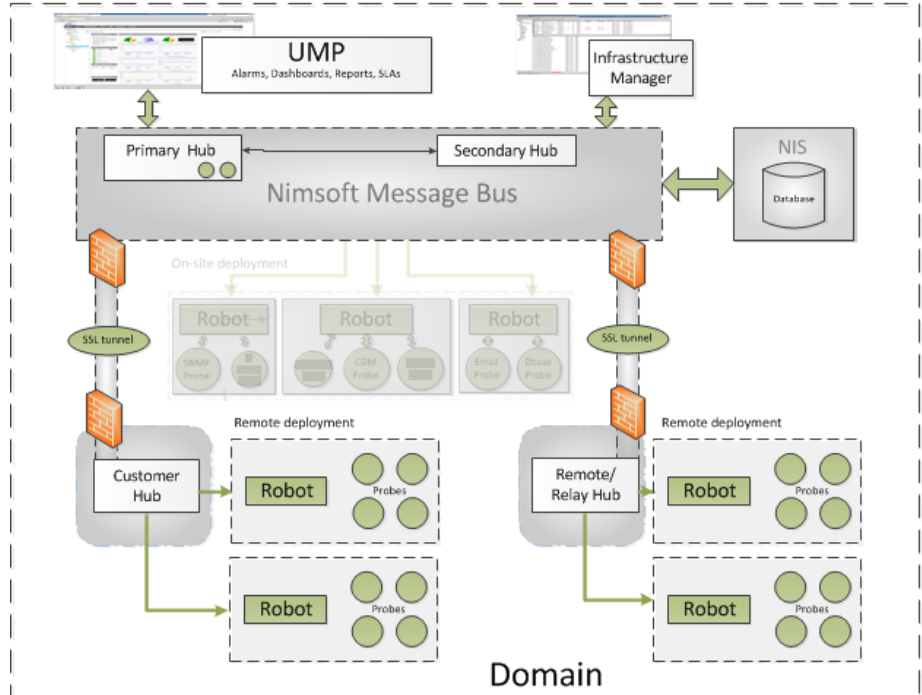 UMP
Alarms, Dashboards, Reports, SLAs
Infrastructure
Manager
Primary Hub
Secondary Hub
Nimsoft Message Bus
NIS
Database
On-site deployment
Robot
Robot
Robot
SNMP
Probe
CDM
Probe
Email
Probe
Dbase
Probe
SSL tunnel
SSL tunnel
Remote deployment
Remote deployment
Customer
Hub
Robot
Probes
Remote/
Relay Hub
Robot
Probes
Robot
Probes
Robot
Probes
Domain